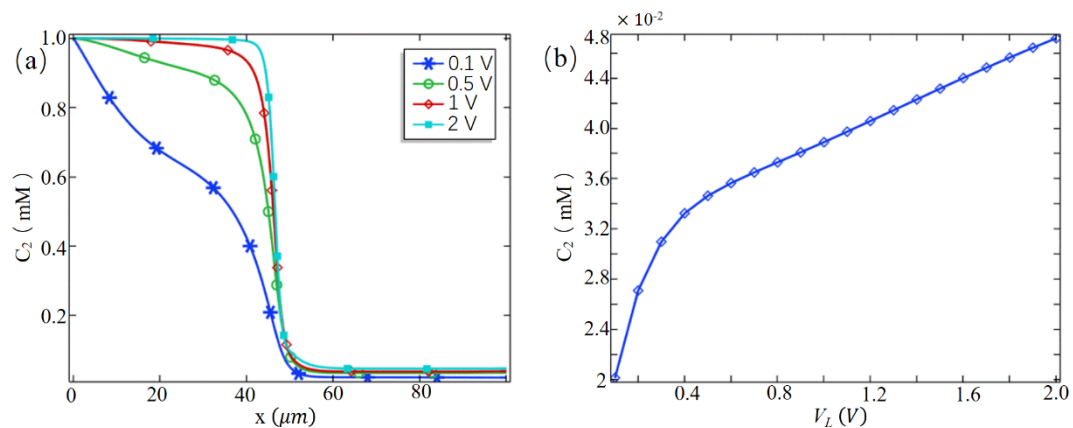 (a)
1.0
0.8
0.6
0.4
0.2
C₂ ( mM )
0
20
40
60
80
x (μm)
0.1 V
0.5 V
1 V
2 V
(b)
× 10⁻²
4.8
4.4
4.0
3.6
3.2
2.8
2.4
2
C₂ ( mM )
0.4
0.8
1.2
1.6
2.0
V_L (V)